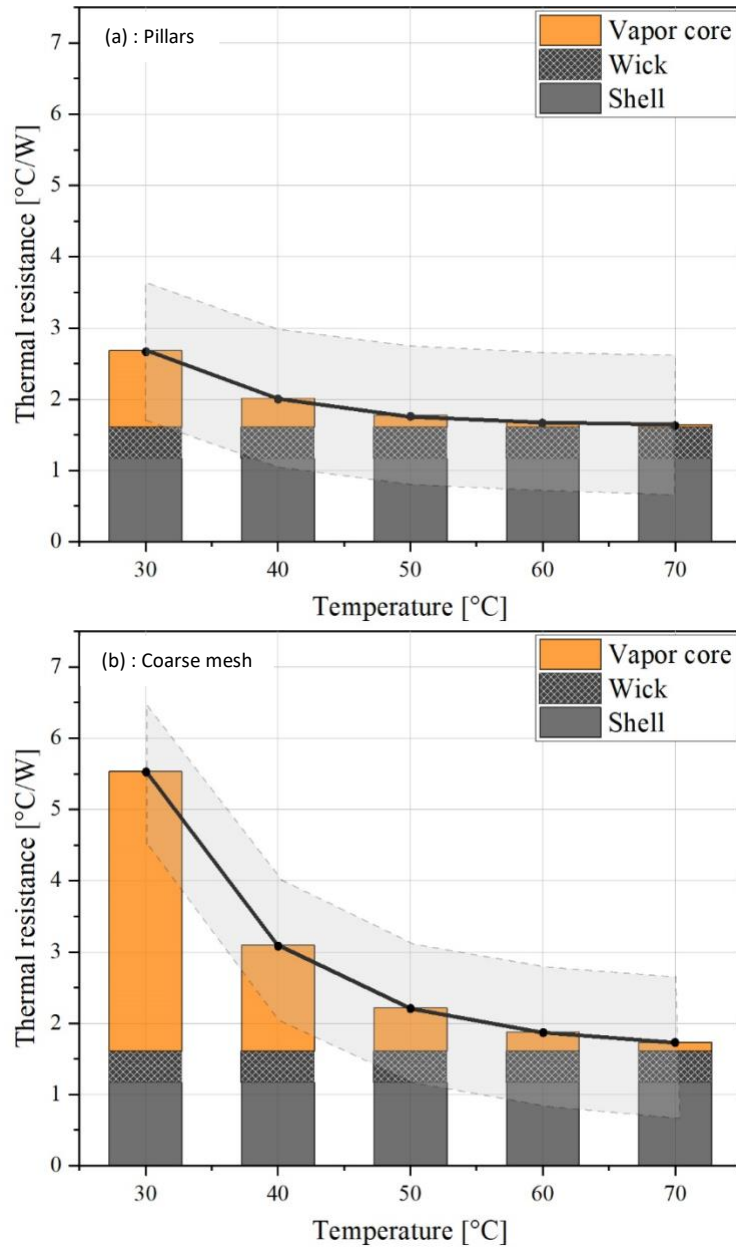 (a) : Pillars
Vapor core
Wick
Shell
7
6
5
4
3
2
1
0
Thermal resistance [°C/W]
30 40 50 60 70
Temperature [°C]
(b) : Coarse mesh
Vapor core
Wick
Shell
7
6
5
4
3
2
1
0
Thermal resistance [°C/W]
30 40 50 60 70
Temperature [°C]